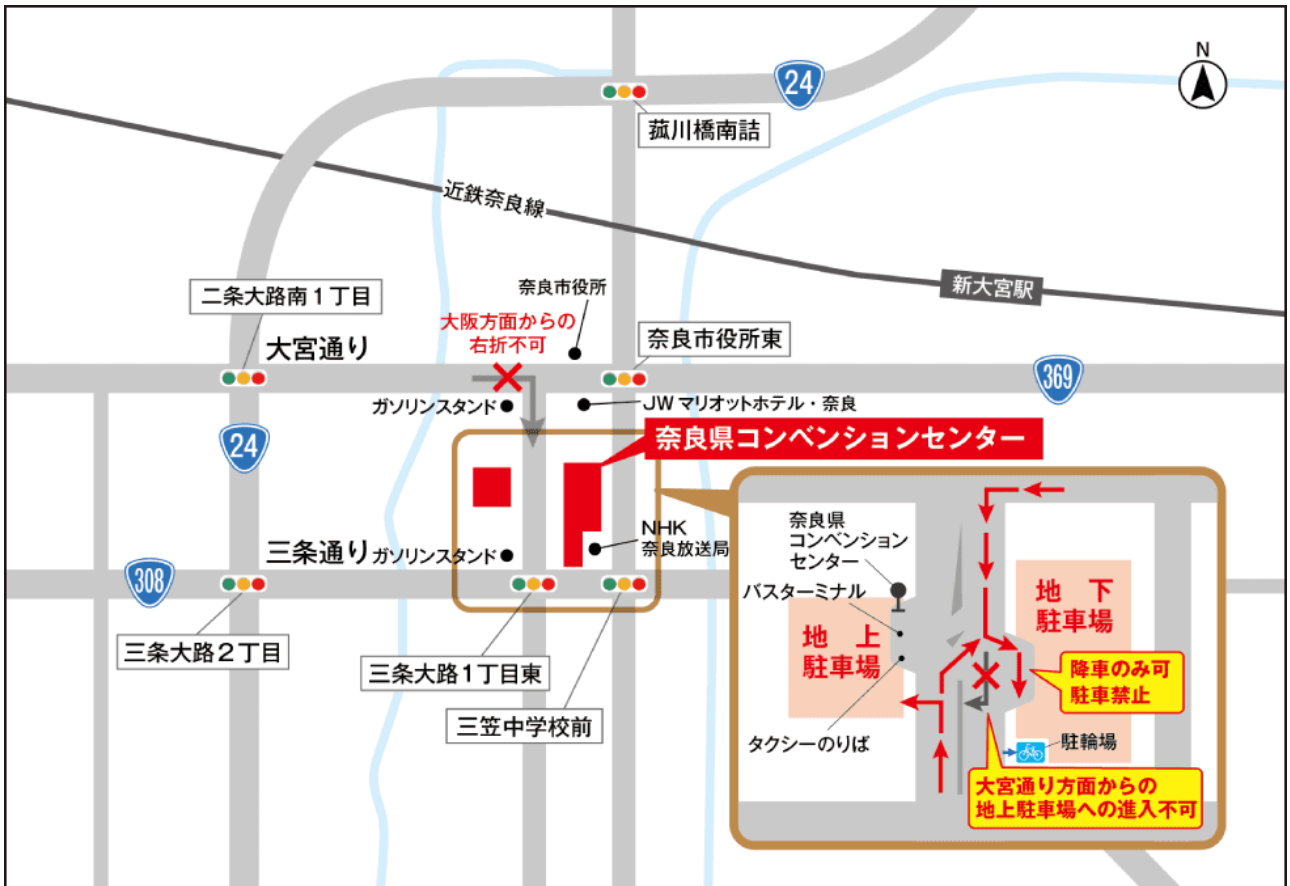 N
24
菰川橋南詰
近鉄奈良線
新大宮駅
奈良市役所
二条大路南1丁目
大阪方面からの
右折不可
大宮通り
奈良市役所東
369
ガソリンスタンド
JWマリオットホテル・奈良
24
奈良県コンベンションセンター
NHK
奈良放送局
三条通り
ガソリンスタンド
308
三条大路2丁目
三条大路1丁目東
三笠中学校前
奈良県
コンベンション
センター
バスターミナル
地上
駐車場
地下
駐車場
降車のみ可
駐車禁止
タクシーのりば
駐輪場
大宮通り方面からの
地上駐車場への進入不可